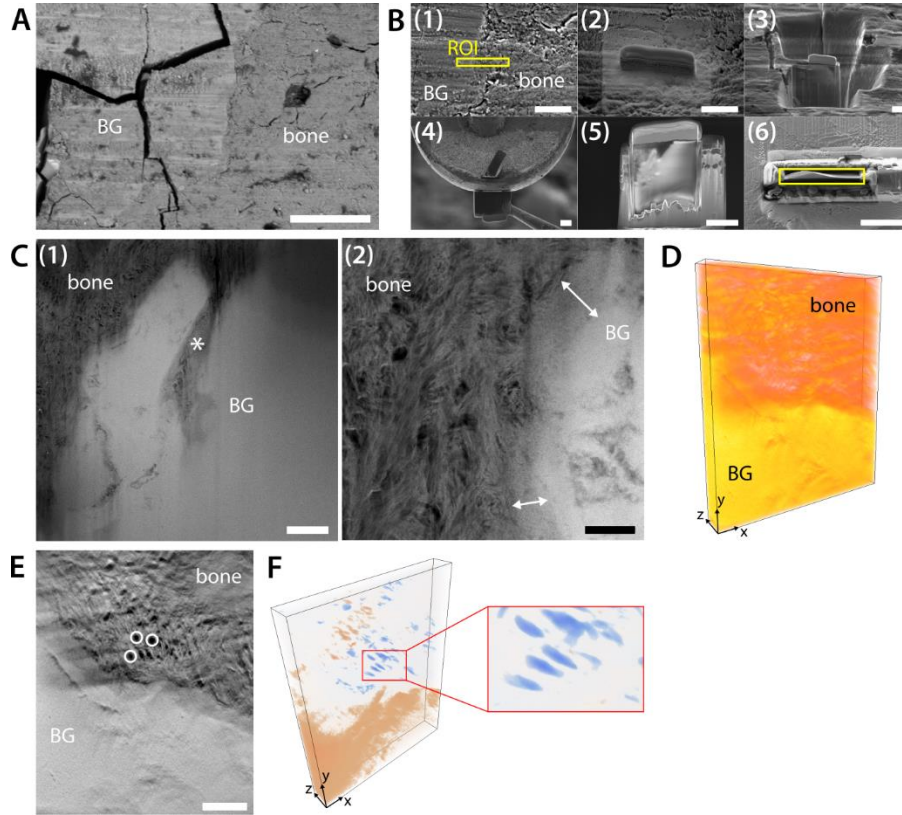 A
BG
bone
B
(1)
ROI
BG
bone
(2)
(3)
(4)
(5)
(6)
C
(1)
bone
*
BG
(2)
bone
BG
D
bone
BG
y
z
x
E
bone
BG
F
y
z
x